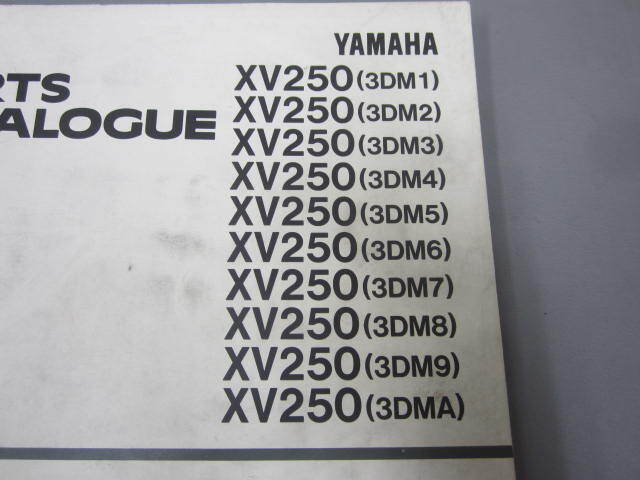 YAMAHA
RTS
ALOGUE
XV250 (3DM1)
XV250 (3DM2)
XV250 (3DM3)
XV250 (3DM4)
XV250 (3DM5)
XV250 (3DM6)
XV250 (3DM7)
XV250 (3DM8)
XV250 (3DM9)
XV250 (3DMA)